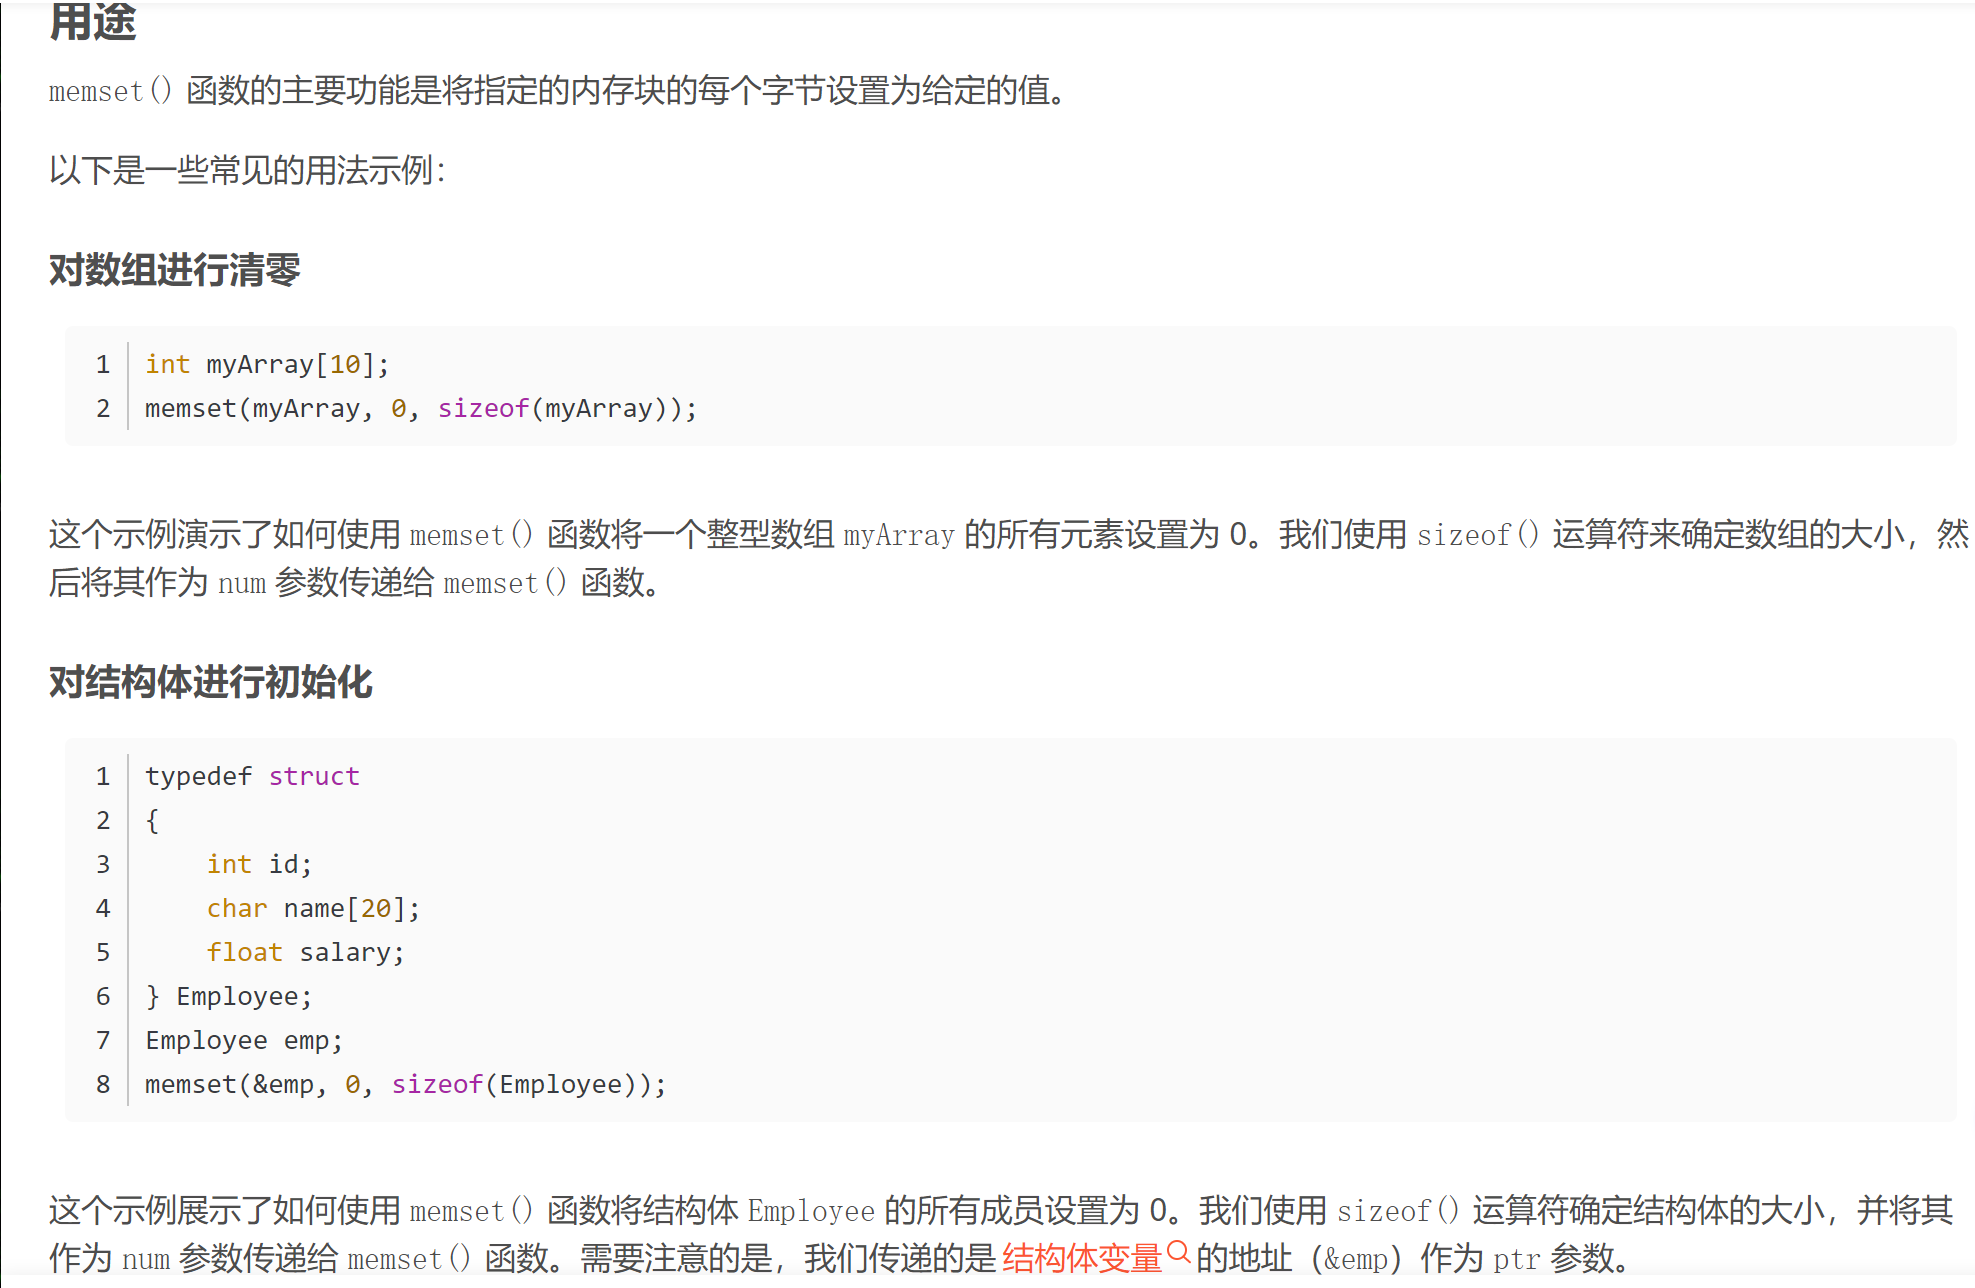 用途
memset() 函数的主要功能是将指定的内存块的每个字节设置为给定的值。
以下是一些常见的用法示例：
对数组进行清零
1 int myArray[10];
2 memset(myArray, 0, sizeof(myArray));
这个示例演示了如何使用 memset() 函数将一个整型数组 myArray 的所有元素设置为 0。我们使用 sizeof() 运算符来确定数组的大小，然
后将其作为 num 参数传递给 memset() 函数。
对结构体进行初始化
1 typedef struct
2 {
3     int id;
4     char name[20];
5     float salary;
6 } Employee;
7 Employee emp;
8 memset(&emp, 0, sizeof(Employee));
这个示例展示了如何使用 memset() 函数将结构体 Employee 的所有成员设置为 0。我们使用 sizeof() 运算符确定结构体的大小，并将其
作为 num 参数传递给 memset() 函数。需要注意的是，我们传递的是结构体变量的地址（&emp）作为 ptr 参数。